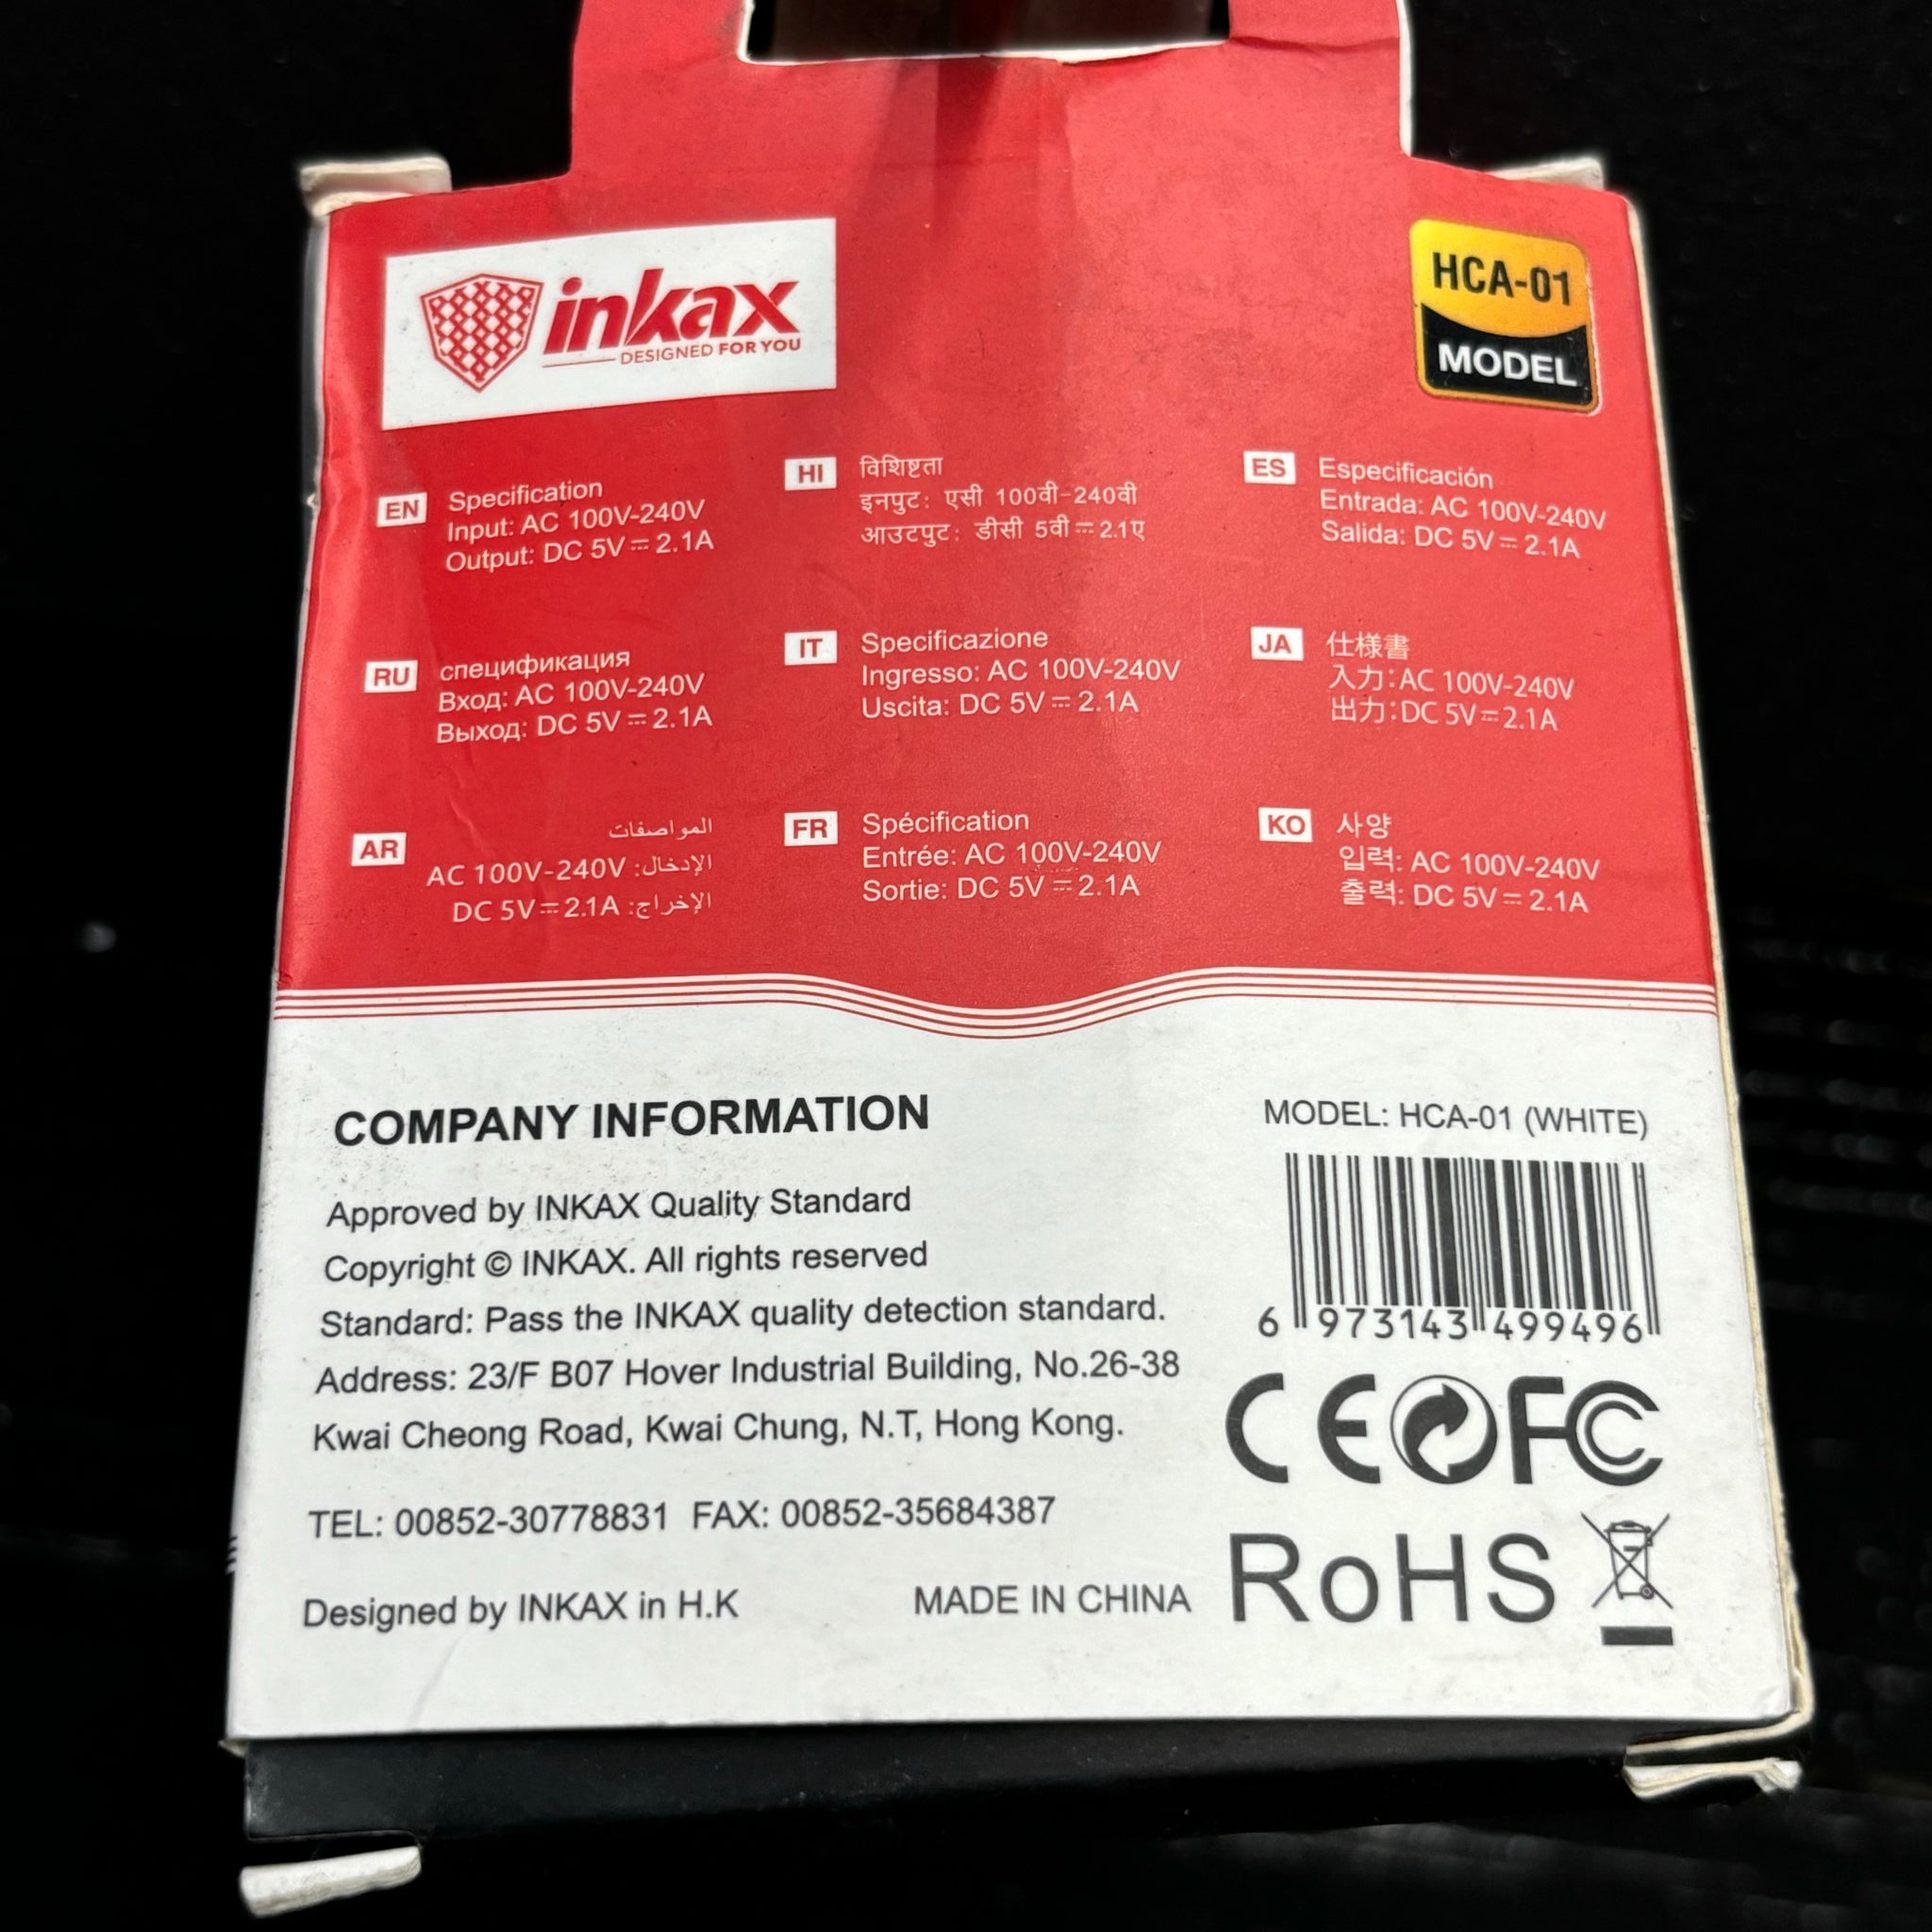 inkax
DESIGNED FOR YOU
HCA-01
MODEL
EN
Specification
Input: AC 100V-240V
Output: DC 5V⎓2.1A
HI
विशिष्टता
इनपुट: एसी 100वी-240वी
आउटपुट: डीसी 5वी⎓2.1ए
ES
Especificación
Entrada: AC 100V-240V
Salida: DC 5V⎓2.1A
RU
спецификация
Вход: AC 100V-240V
Выход: DC 5V⎓2.1A
IT
Specificazione
Ingresso: AC 100V-240V
Uscita: DC 5V⎓2.1A
JA
仕様書
入力:AC 100V-240V
出力:DC 5V⎓2.1A
AR
المواصفات
الإدخال: AC 100V-240V
الإخراج: DC 5V⎓2.1A
FR
Spécification
Entrée: AC 100V-240V
Sortie: DC 5V⎓2.1A
KO
사양
입력: AC 100V-240V
출력: DC 5V⎓2.1A
COMPANY INFORMATION
Approved by INKAX Quality Standard
Copyright © INKAX. All rights reserved
Standard: Pass the INKAX quality detection standard.
Address: 23/F B07 Hover Industrial Building, No.26-38
Kwai Cheong Road, Kwai Chung, N.T, Hong Kong.
TEL: 00852-30778831 FAX: 00852-35684387
Designed by INKAX in H.K
MADE IN CHINA
MODEL: HCA-01 (WHITE)
6 973143 499496
CE FC
RoHS